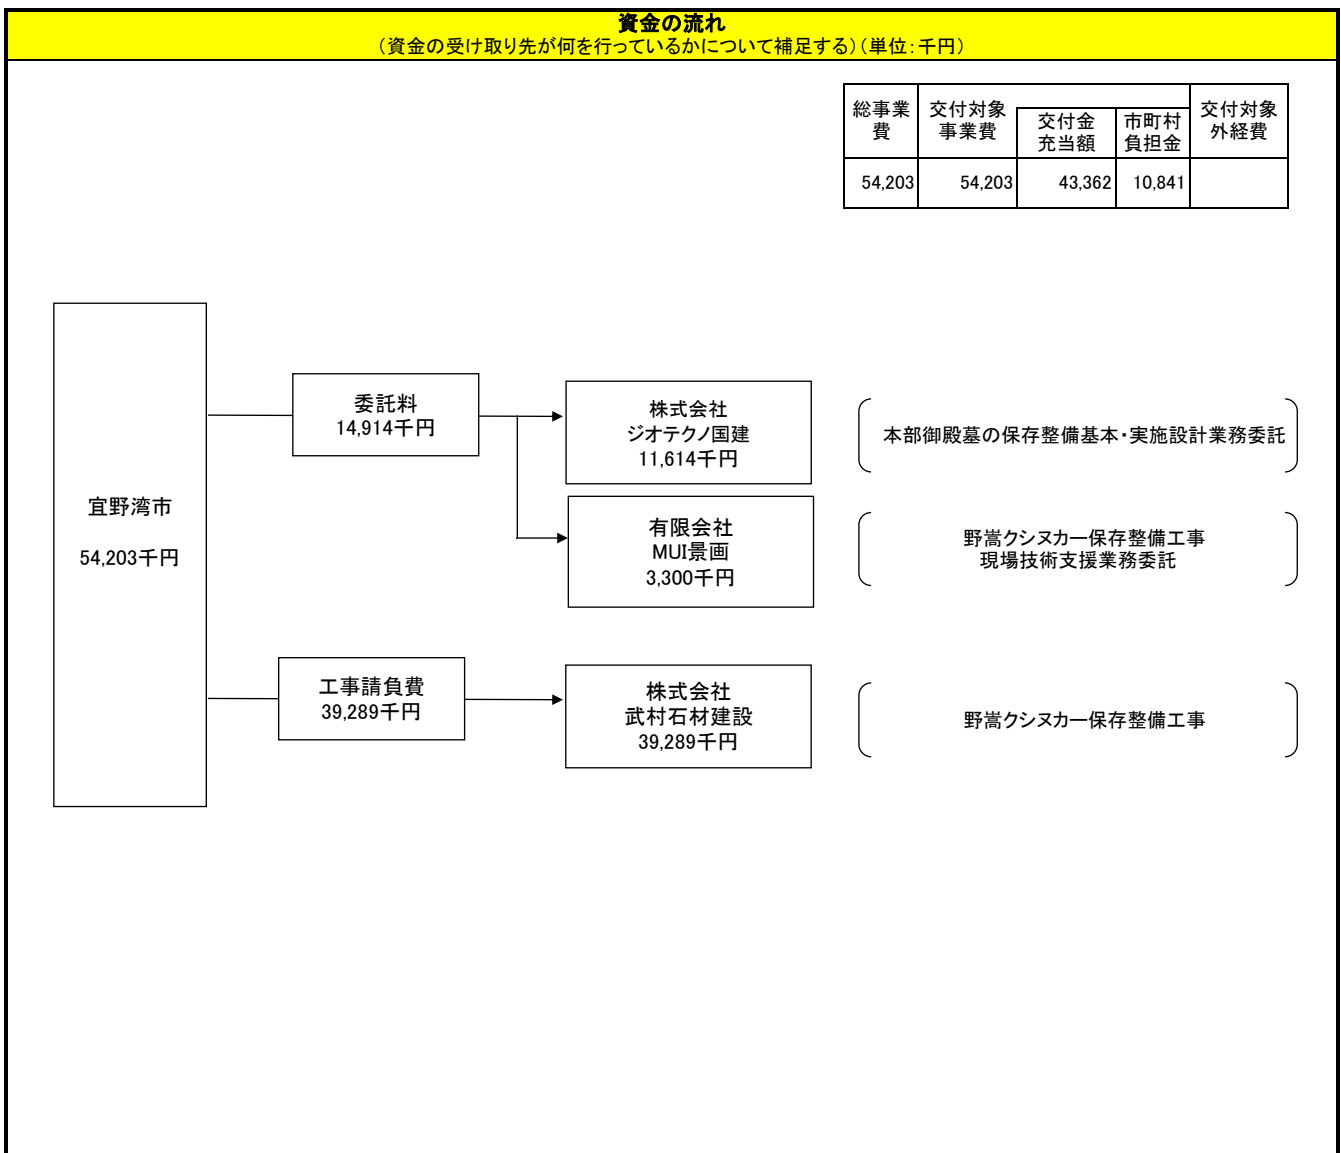 資金の流れ
（資金の受け取り先が何を行っているかについて補足する）（単位：千円）
総事業
費
交付対象
事業費
交付金
充当額
市町村
負担金
交付対象
外経費
54,203
54,203
43,362
10,841
宜野湾市
54,203千円
委託料
14,914千円
株式会社
ジオテクノ国建
11,614千円
本部御殿墓の保存整備基本・実施設計業務委託
有限会社
MUI景画
3,300千円
野嵩クシヌカー保存整備工事
現場技術支援業務委託
工事請負費
39,289千円
株式会社
武村石材建設
39,289千円
野嵩クシヌカー保存整備工事